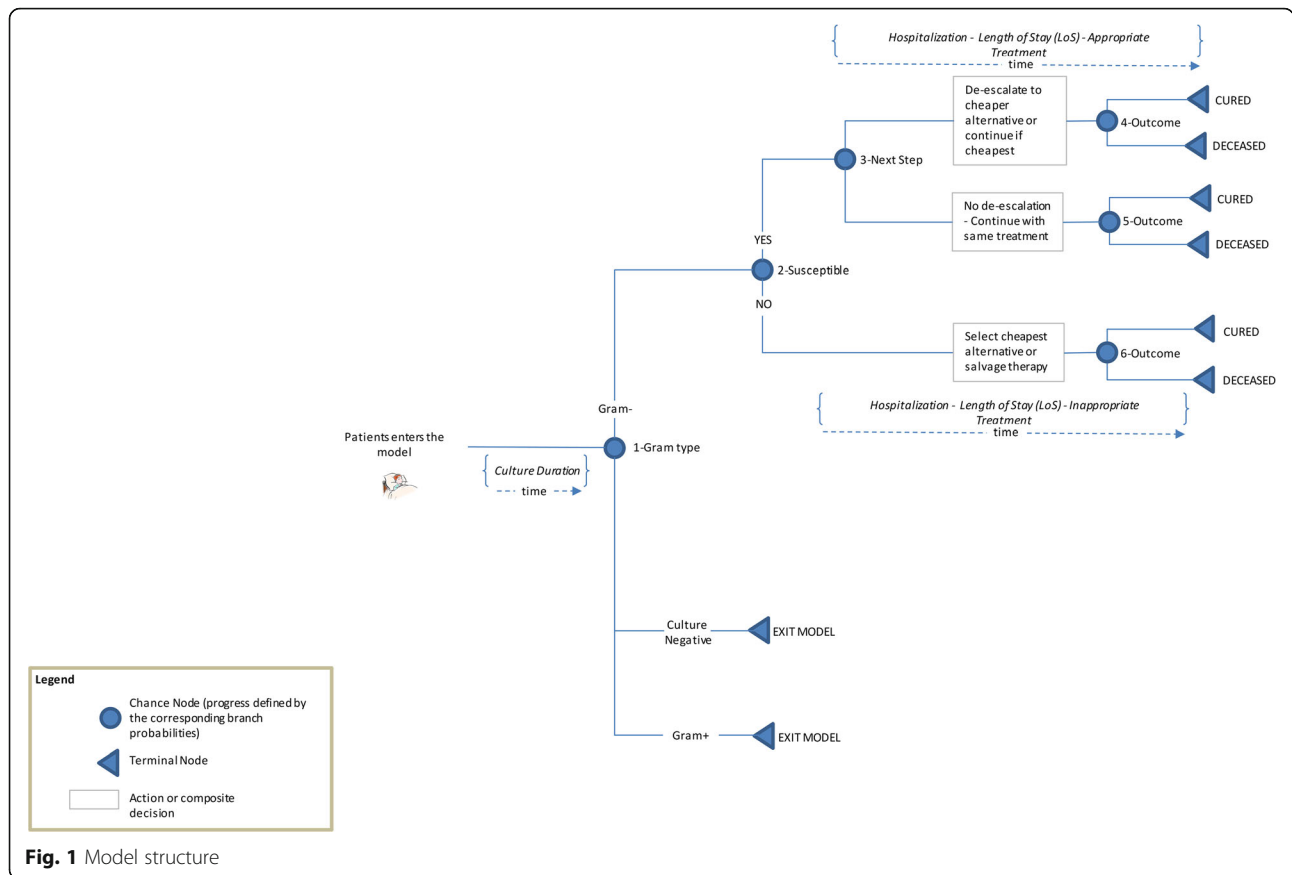 Hospitalization - Length of Stay (LoS) - Appropriate
Treatment
time
De-escalate to
cheaper
alternative or
continue if
cheapest
4-Outcome
CURED
DECEASED
3-Next Step
No de-escalation
- Continue with
same treatment
5-Outcome
CURED
DECEASED
YES
2-Susceptible
NO
Select cheapest
alternative or
salvage therapy
6-Outcome
CURED
DECEASED
Hospitalization - Length of Stay (LoS) - Inappropriate
Treatment
time
Gram-
Patients enters the
model
1-Gram type
Culture Duration
time
Culture
Negative
EXIT MODEL
Gram+
EXIT MODEL
Legend
Chance Node (progress defined by
the corresponding branch
probabilities)
Terminal Node
Action or composite
decision
Fig. 1 Model structure